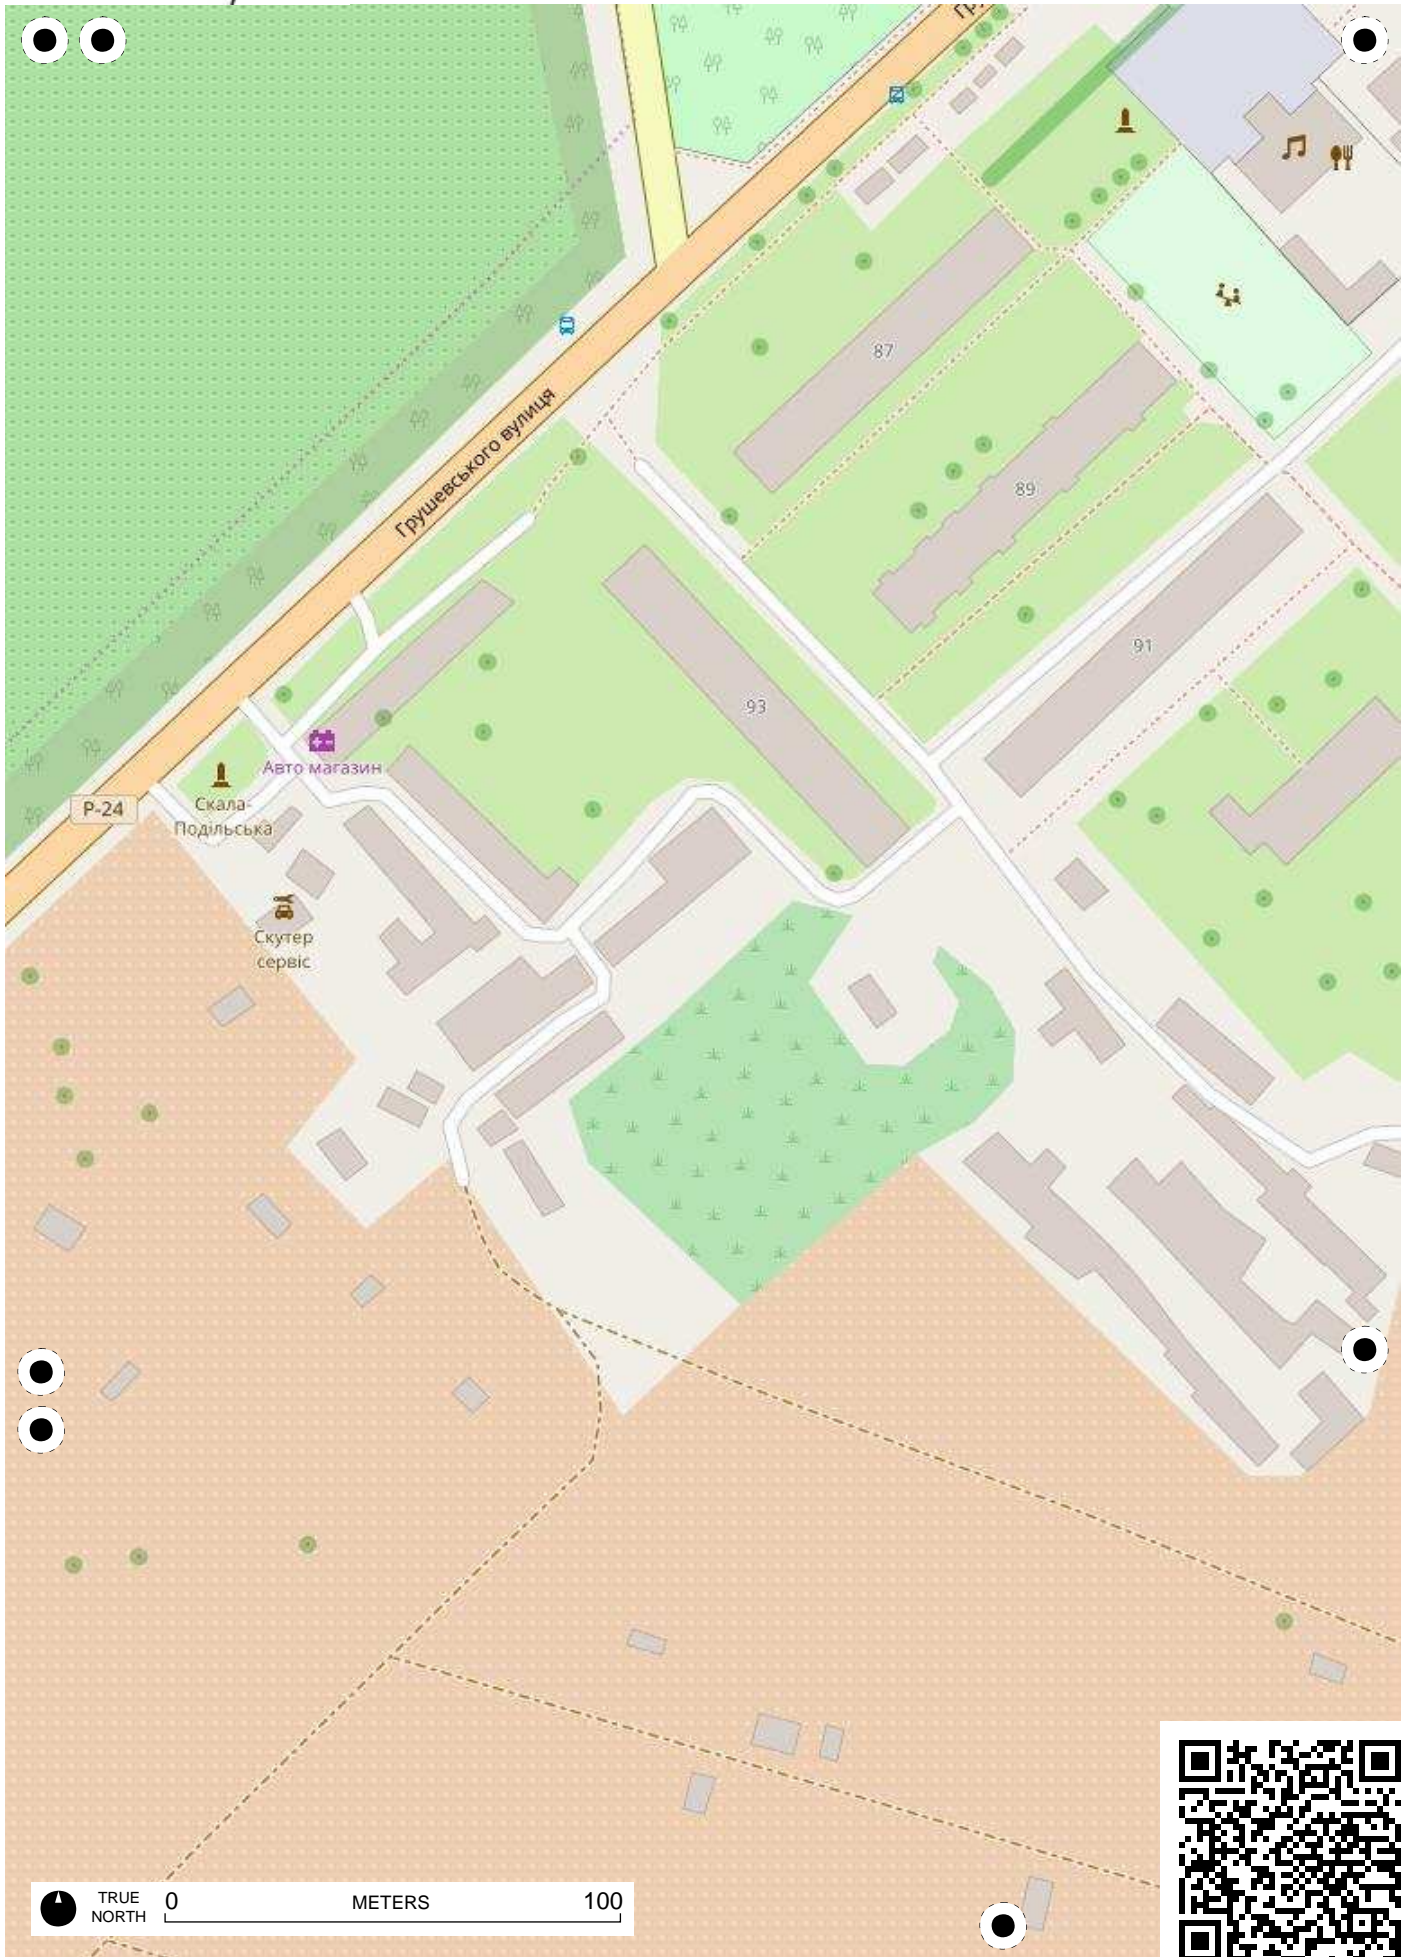 87
Грушевського вулиця
89
91
93
Авто магазин
Скала-
Подільська
Р-24
Скутер
сервіс
TRUE
NORTH
0
METERS
100